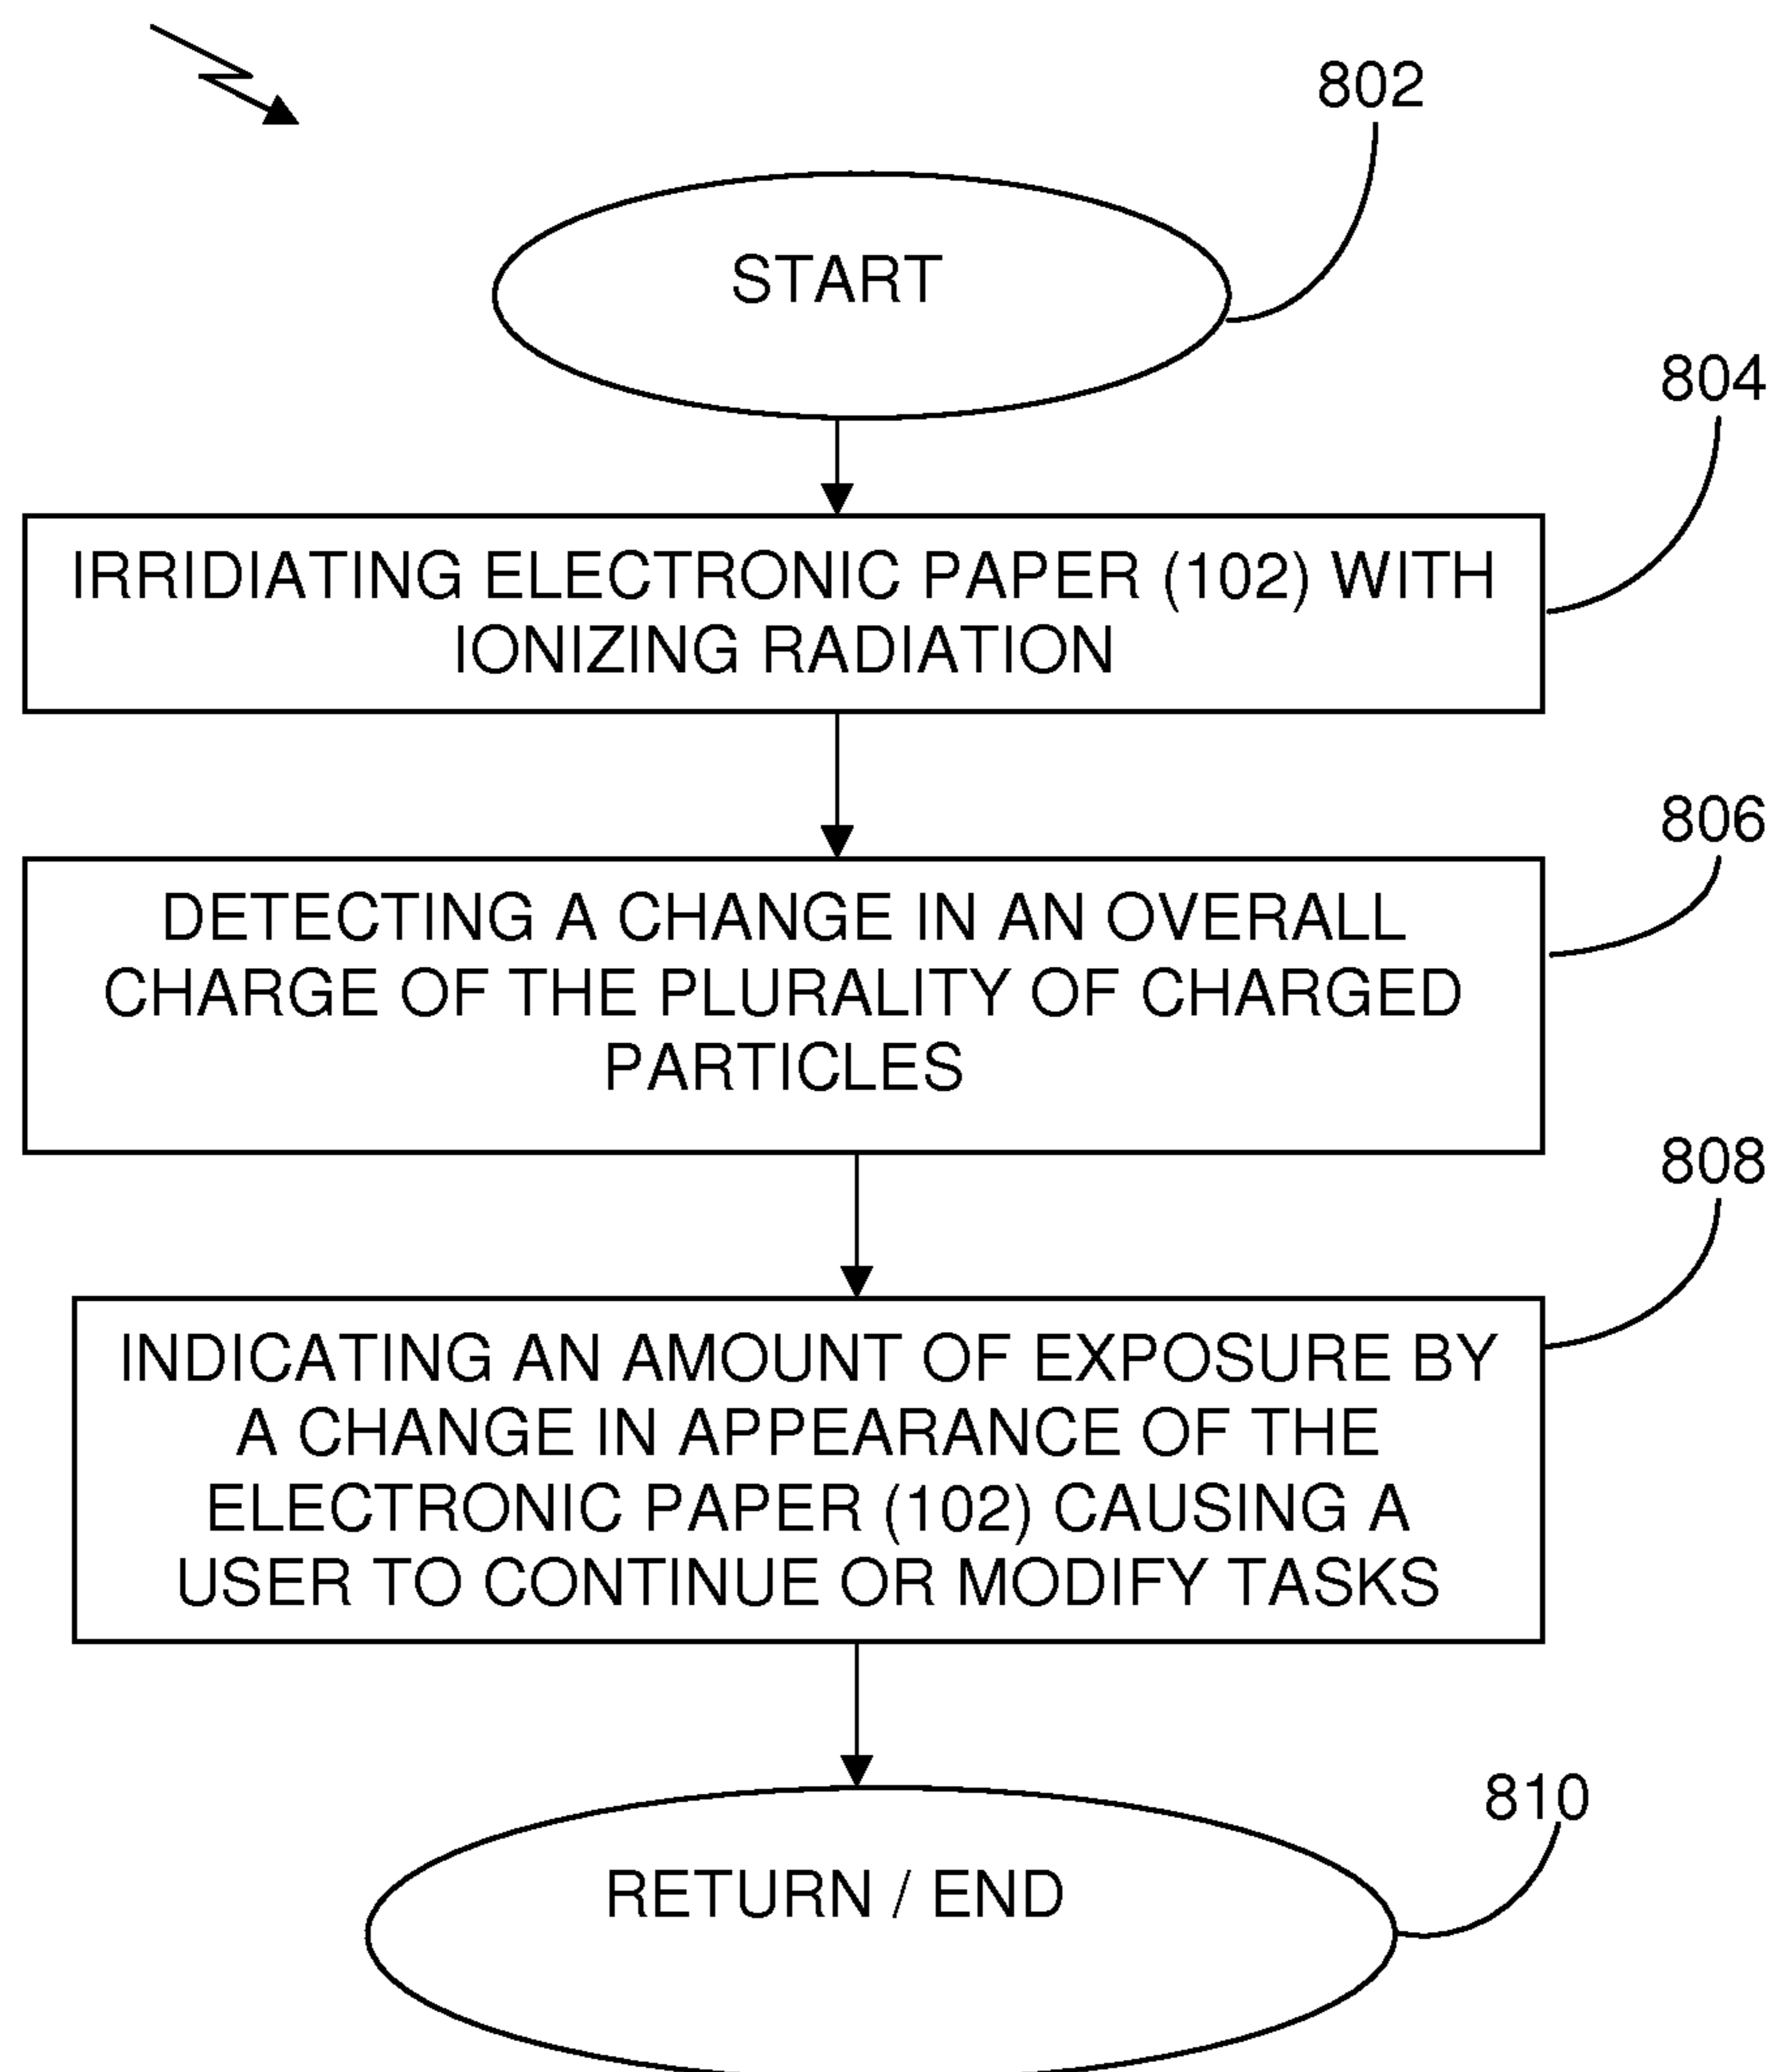 802
START
804
IRRIDIATING ELECTRONIC PAPER (102) WITH
IONIZING RADIATION
806
DETECTING A CHANGE IN AN OVERALL
CHARGE OF THE PLURALITY OF CHARGED
PARTICLES
808
INDICATING AN AMOUNT OF EXPOSURE BY
A CHANGE IN APPEARANCE OF THE
ELECTRONIC PAPER (102) CAUSING A
USER TO CONTINUE OR MODIFY TASKS
810
RETURN / END